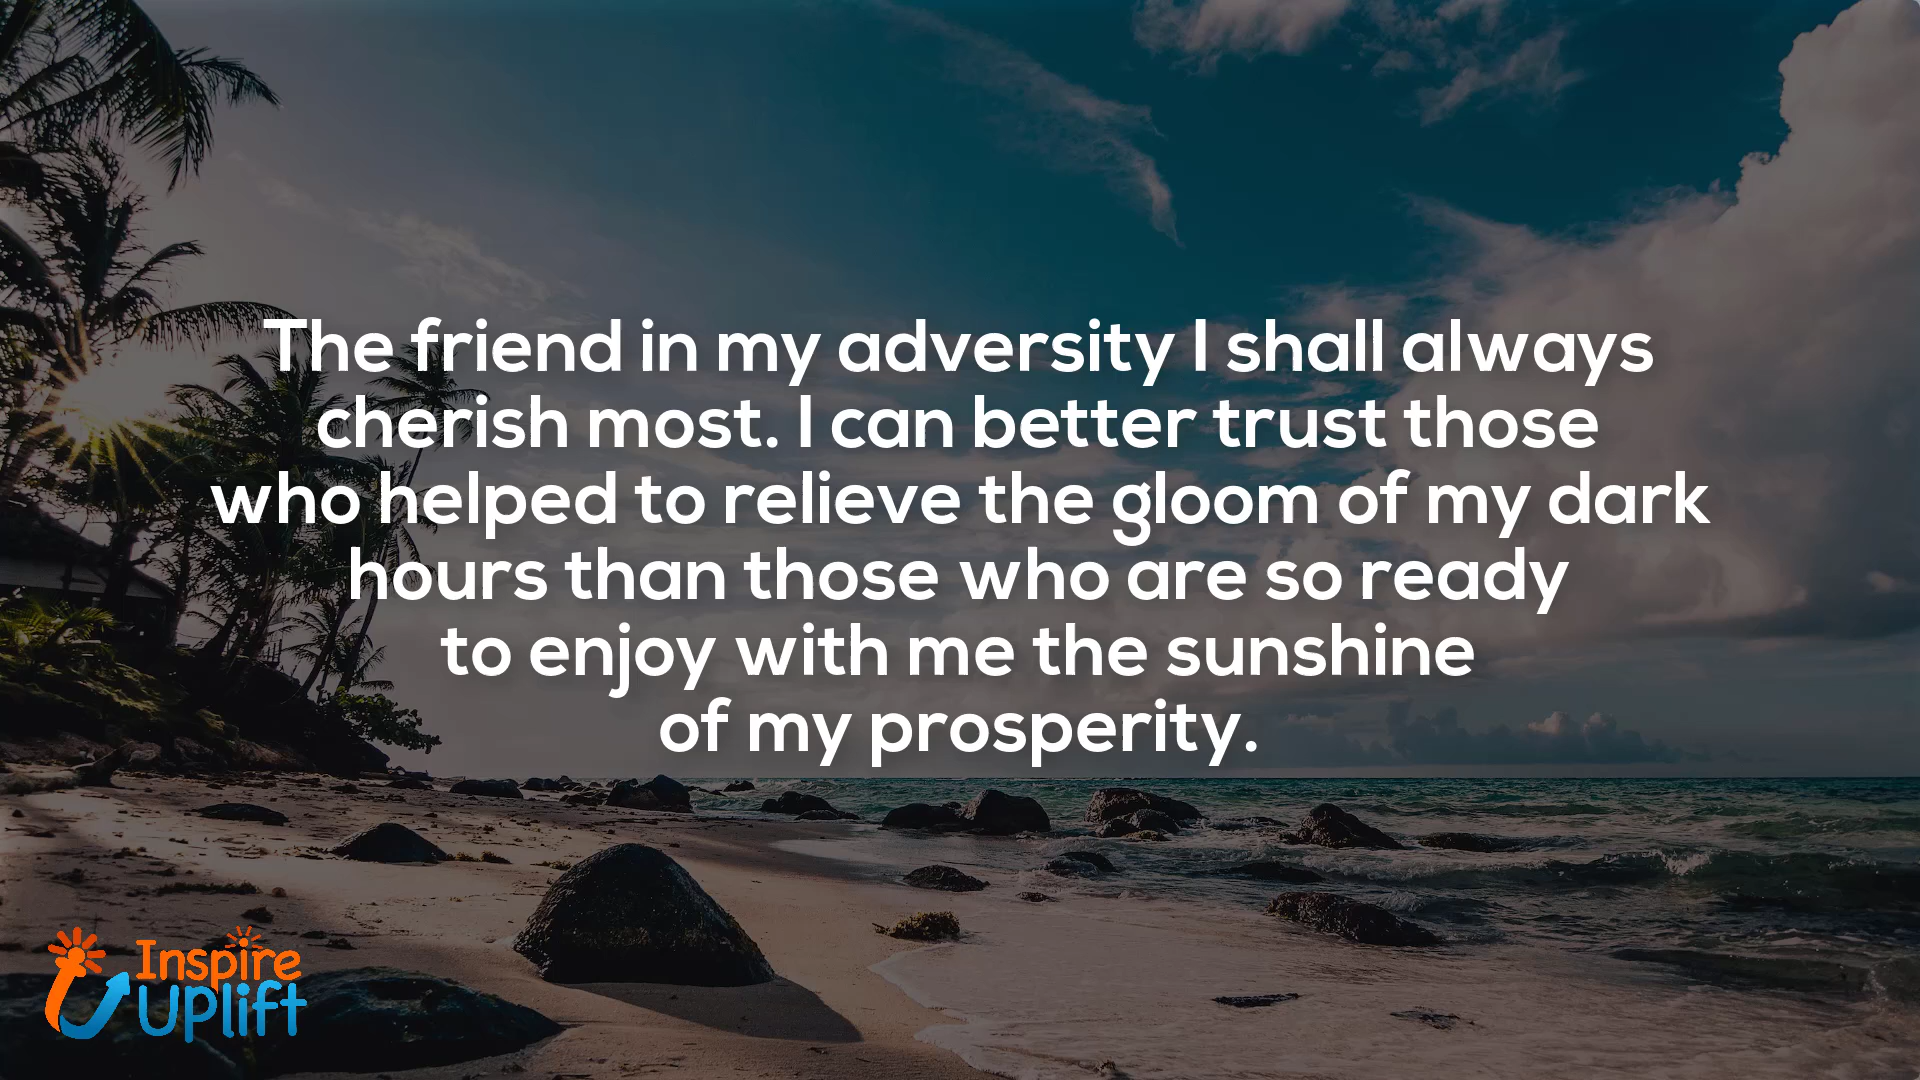 The friend in my adversity I shall always
cherish most. I can better trust those
who helped to relieve the gloom of my dark
hours than those who are so ready
to enjoy with me the sunshine
of my prosperity.
Inspire
Uplift